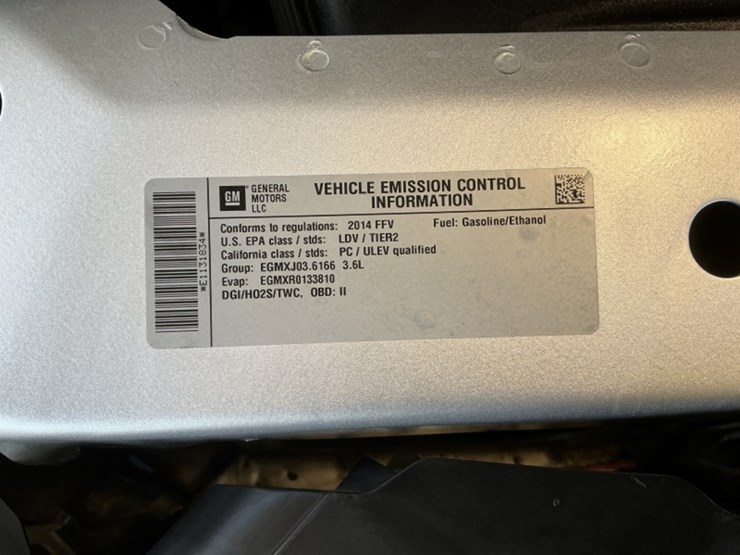 GM GENERAL MOTORS LLC
VEHICLE EMISSION CONTROL INFORMATION
Conforms to regulations: 2014 FFV Fuel: Gasoline/Ethanol
U.S. EPA class / stds: LDV / TIER2
California class / stds: PC / ULEV qualified
Group: EGMXJ03.6166 3.6L
Evap: EGMXR0133810
DGI/HO2S/TWC, OBD: II
*E1131834*